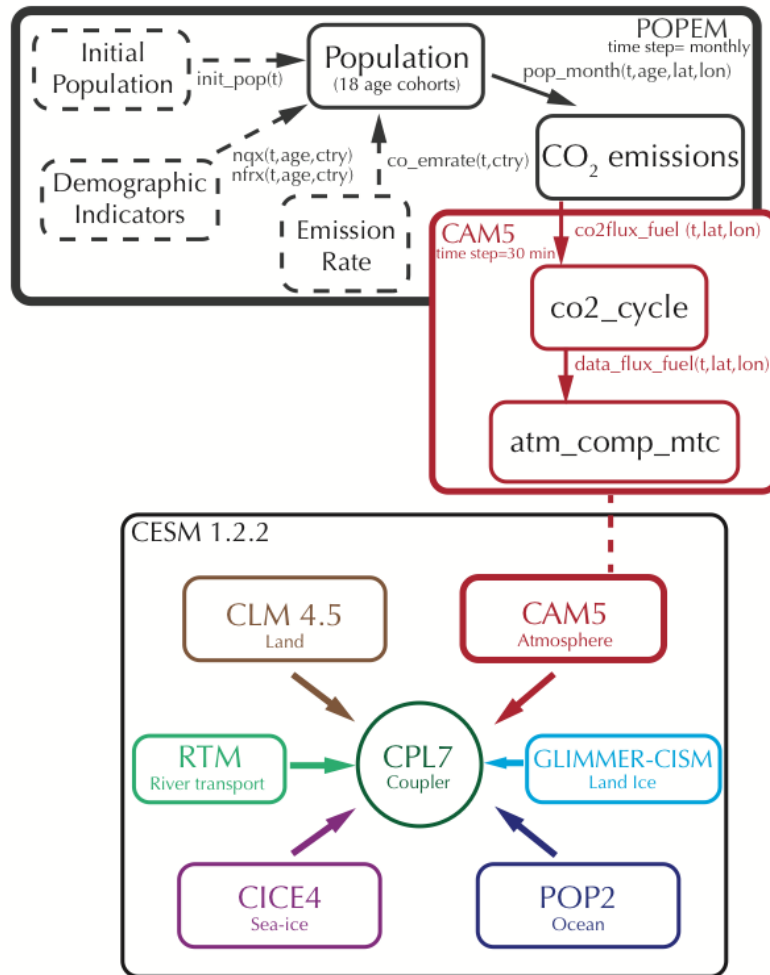 POPEM
time step= monthly
Initial
Population
init_pop(t)
Population
(18 age cohorts)
pop_month(t,age,lat,lon)
nqx(t,age,ctry)
nfrx(t,age,ctry)
co_emrate(t,ctry)
CO₂ emissions
Demographic
Indicators
Emission
Rate
CAM5
time step=30 min
co2flux_fuel (t,lat,lon)
co2_cycle
data_flux_fuel(t,lat,lon)
atm_comp_mtc
CESM 1.2.2
CLM 4.5
Land
CAM5
Atmosphere
RTM
River transport
CPL7
Coupler
GLIMMER-CISM
Land Ice
CICE4
Sea-ice
POP2
Ocean